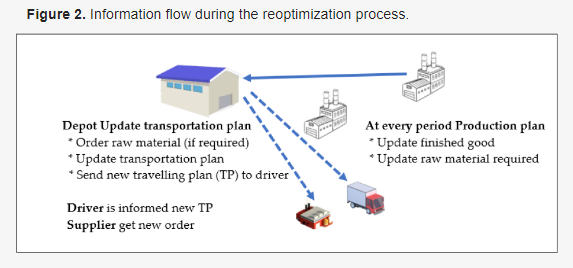 Figure 2. Information flow during the reoptimization process.
Depot Update transportation plan
* Order raw material (if required)
* Update transportation plan
* Send new travelling plan (TP) to driver
Driver is informed new TP
Supplier get new order
At every period Production plan
* Update finished good
* Update raw material required